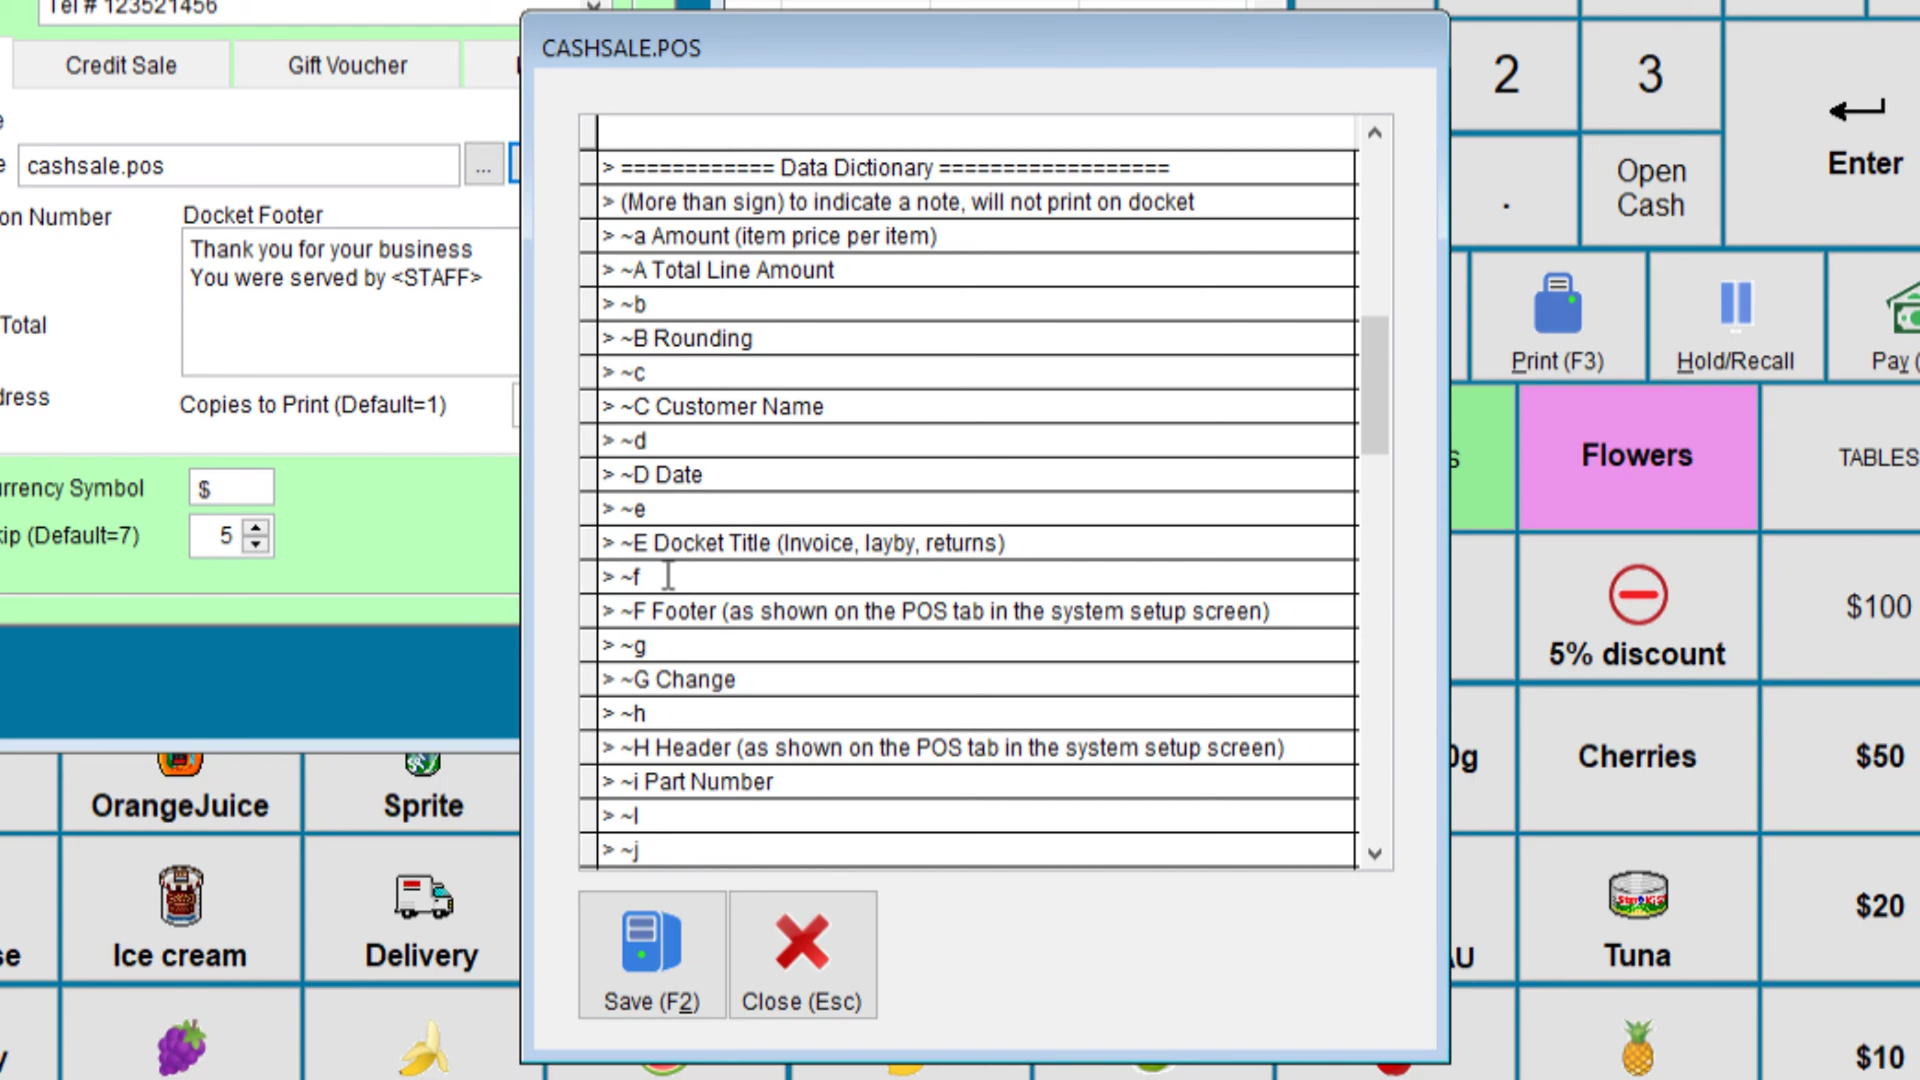 Tel # 123521456
Credit Sale
Gift Voucher
cashsale.pos
...
on Number
Docket Footer
Thank you for your business
You were served by <STAFF>
Total
Copies to Print (Default=1)
$
5
CASHSALE.POS
> ============ Data Dictionary ==================
> (More than sign) to indicate a note, will not print on docket
> ~a Amount (item price per item)
> ~A Total Line Amount
> ~b
> ~B Rounding
> ~c
> ~C Customer Name
> ~d
> ~D Date
> ~e
> ~E Docket Title (Invoice, layby, returns)
> ~f
> ~F Footer (as shown on the POS tab in the system setup screen)
> ~g
> ~G Change
> ~h
> ~H Header (as shown on the POS tab in the system setup screen)
> ~i Part Number
> ~I
> ~j
Save (F2)
Close (Esc)
2
3
Enter
.
Open
Cash
Print (F3)
Hold/Recall
Pay (
Flowers
TABLES
5% discount
$100
0g
Cherries
$50
OrangeJuice
Sprite
Ice cream
Delivery
AU
Tuna
$20
$10